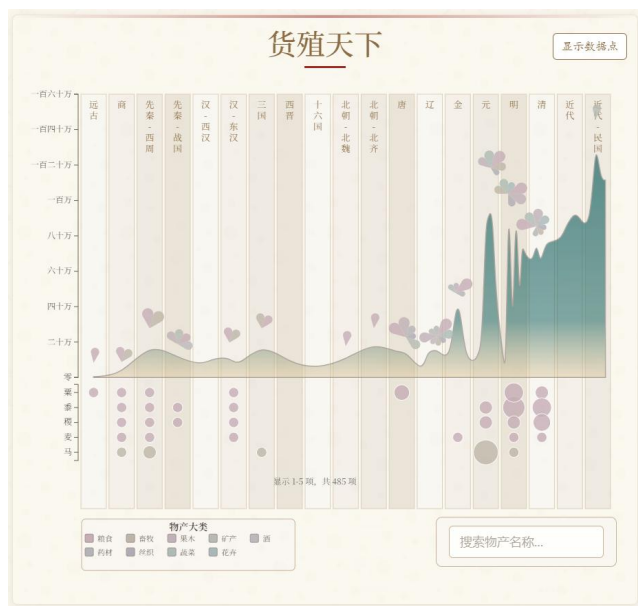 货殖天下
显示数据点
一百六十万
一百四十万
一百二十万
一百万
八十万
六十万
四十万
二十万
零
远古
商
先秦-西周
先秦-战国
汉-西汉
汉-东汉
三国
西晋
十六国
北朝-北魏
北朝-北齐
唐
辽
金
元
明
清
近代
近代-民国
粟
黍
稷
麦
马
显示 1-5 项，共 485 项
物产大类
粮食 畜牧 果木 矿产 酒
药材 丝织 蔬菜 花卉
搜索物产名称...